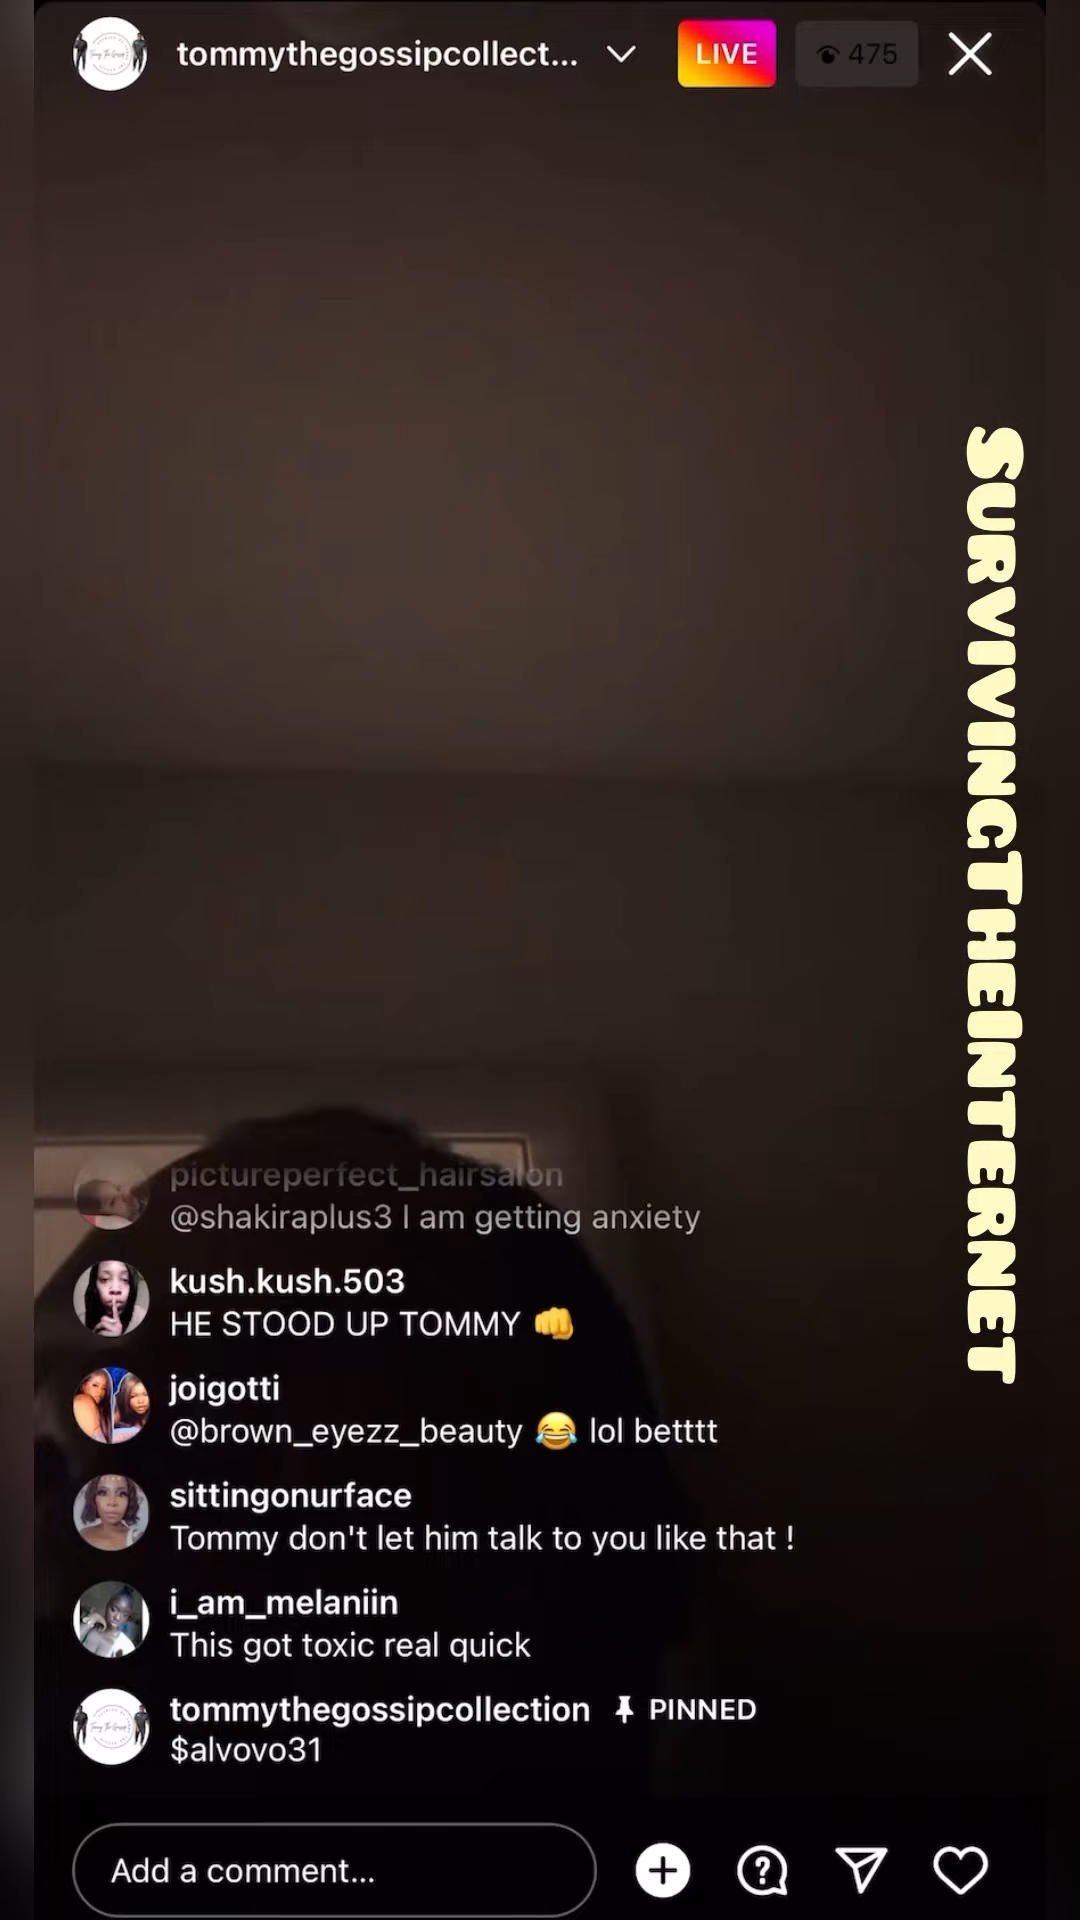 tommythegossipcollect...
LIVE
475
SURVIVINGTHEINTERNET
pictureperfect_hairsalon
@shakiraplus3 I am getting anxiety
kush.kush.503
HE STOOD UP TOMMY 👊
joigotti
@brown_eyezz_beauty 😂 lol betttt
sittingonurface
Tommy don't let him talk to you like that !
i_am_melaniin
This got toxic real quick
tommythegossipcollection PINNED
$alvovo31
Add a comment...